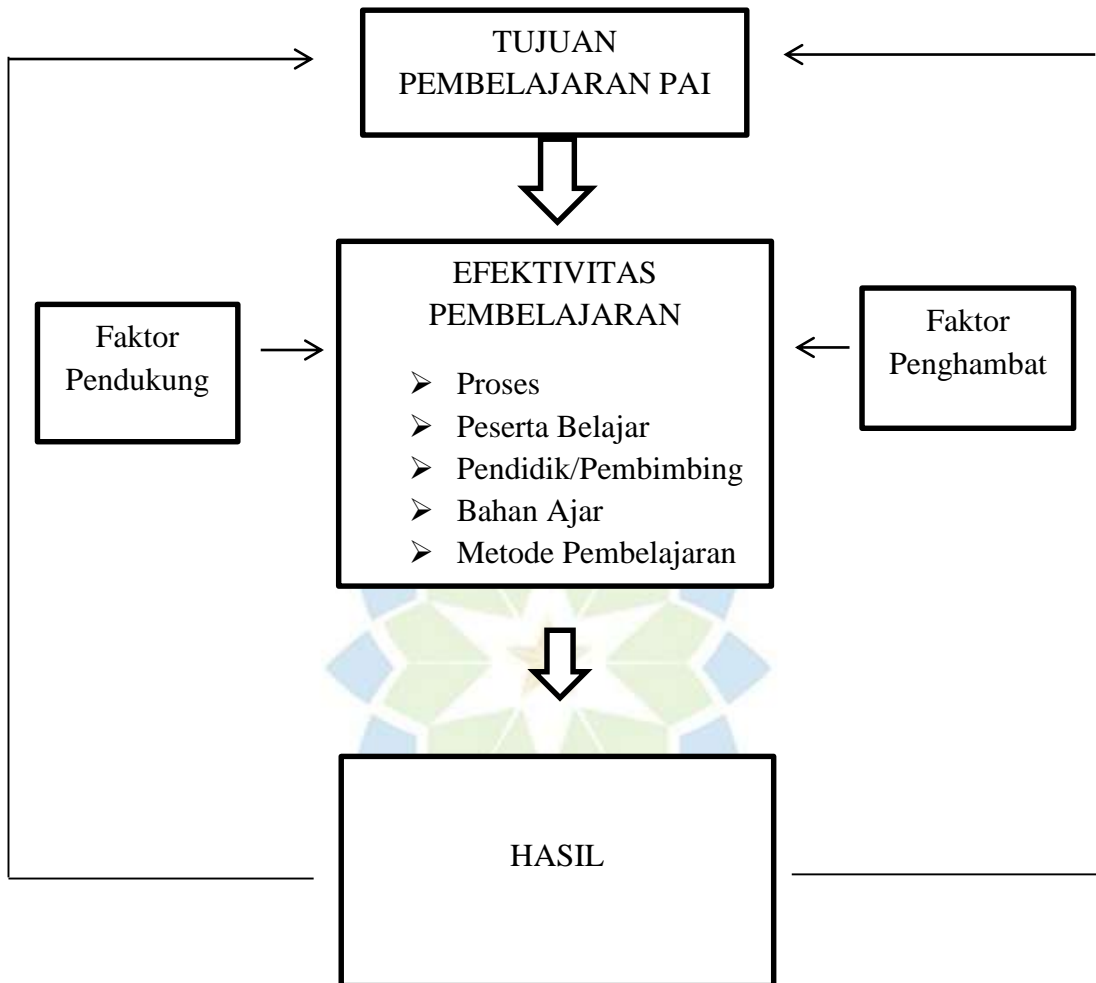 TUJUAN
PEMBELAJARAN PAI
EFEKTIVITAS
PEMBELAJARAN
Faktor
Pendukung
Faktor
Penghambat
➢ Proses
➢ Peserta Belajar
➢ Pendidik/Pembimbing
➢ Bahan Ajar
➢ Metode Pembelajaran
HASIL